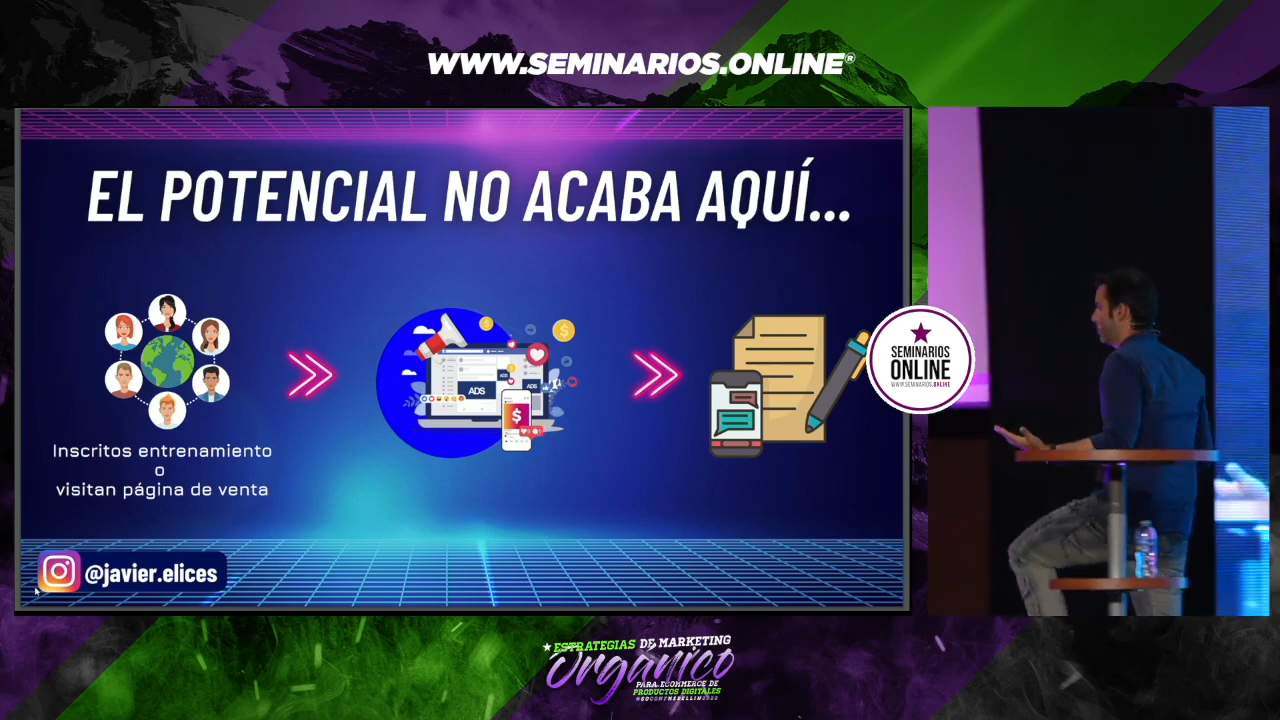 WWW.SEMINARIOS.ONLINE®
EL POTENCIAL NO ACABA AQUÍ...
ADS
ADS
$
$
$
Inscritos entrenamiento
o
visitan página de venta
SEMINARIOS
ONLINE
WWW.SEMINARIOS.ONLINE
@javier.elices
ESTRATEGIAS DE MARKETING
Orgánico
PARA ECOMMERCE DE
PRODUCTOS DIGITALES